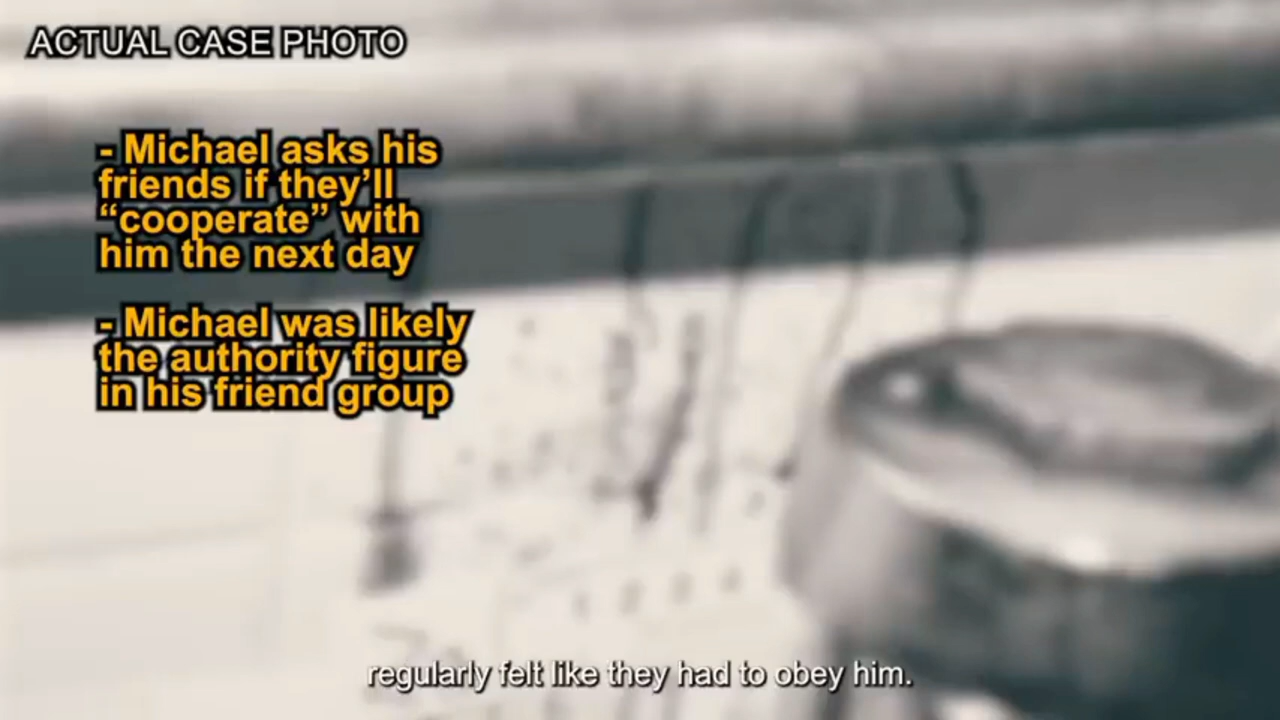 ACTUAL CASE PHOTO
- Michael asks his
friends if they’ll
“cooperate” with
him the next day
- Michael was likely
the authority figure
in his friend group
regularly felt like they had to obey him.